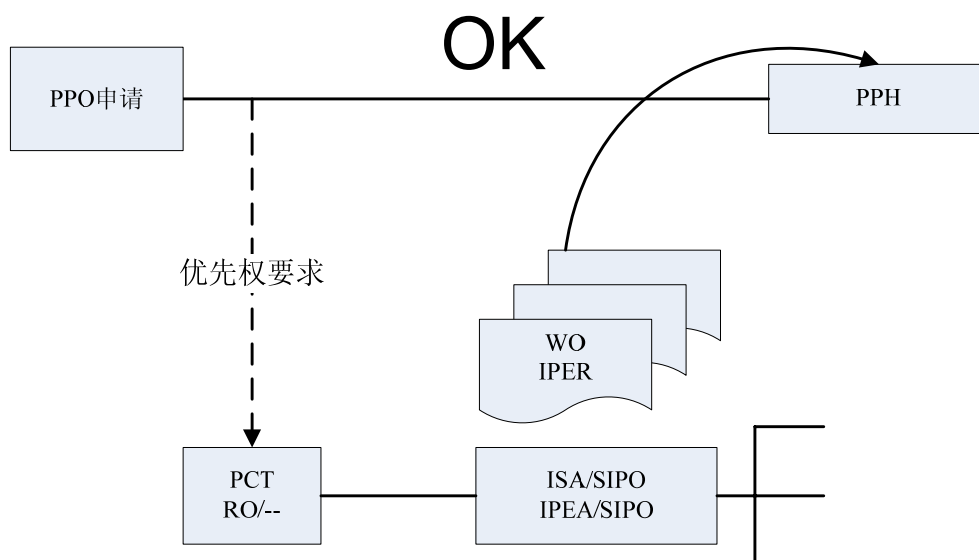 OK
PPO申请
PPH
优先权要求
WO
IPER
PCT
RO/--
ISA/SIPO
IPEA/SIPO